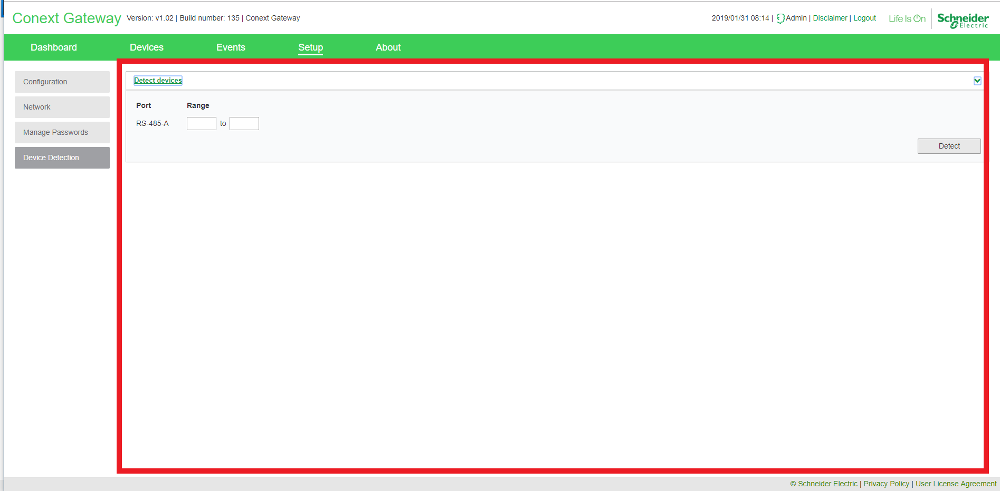 Conext Gateway Version: v1.02 | Build number: 135 | Conext Gateway
2019/01/31 08:14 | Admin | Disclaimer | Logout
Life Is On
Schneider
Electric
Dashboard
Devices
Events
Setup
About
Configuration
Network
Manage Passwords
Device Detection
Detect devices
Port Range
RS-485-A to
Detect
© Schneider Electric | Privacy Policy | User License Agreement